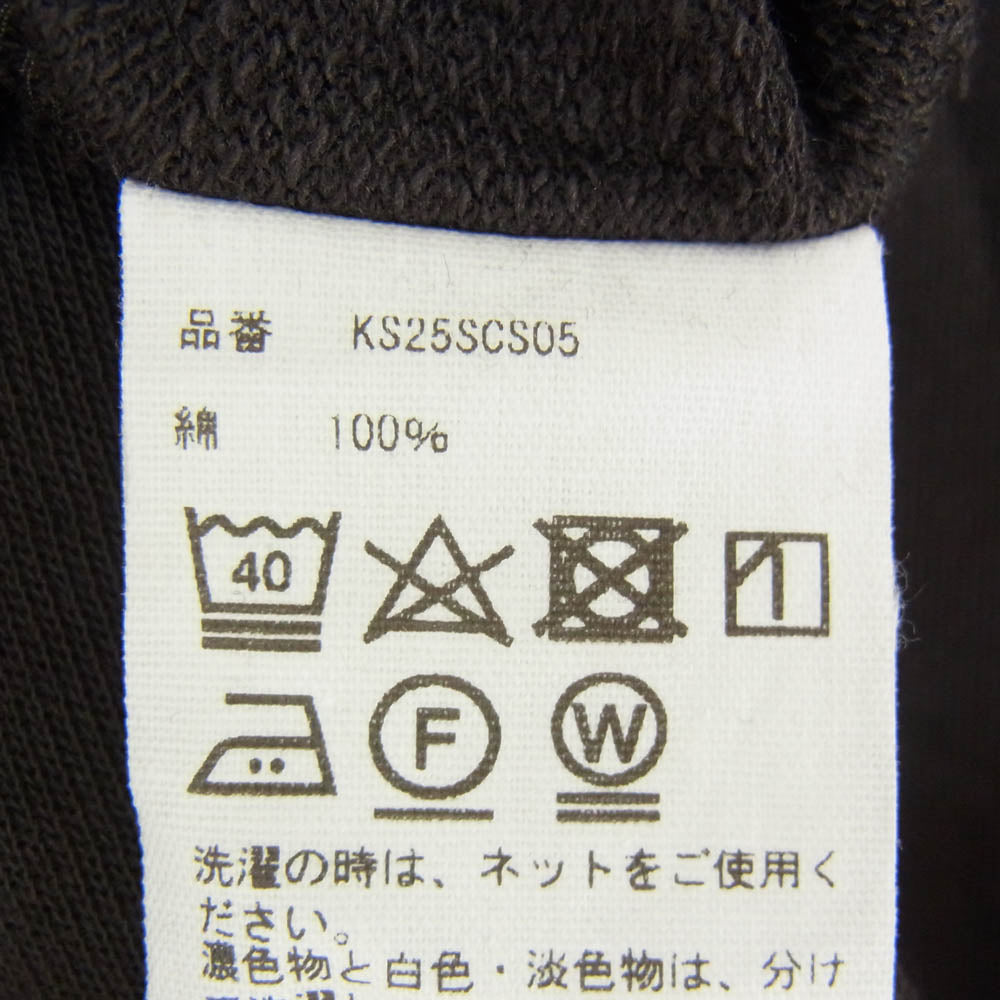 品番 KS25SCS05
綿 100%
40
F W
洗濯の時は、ネットをご使用く
ださい。
濃色物と白色・淡色物は、分け